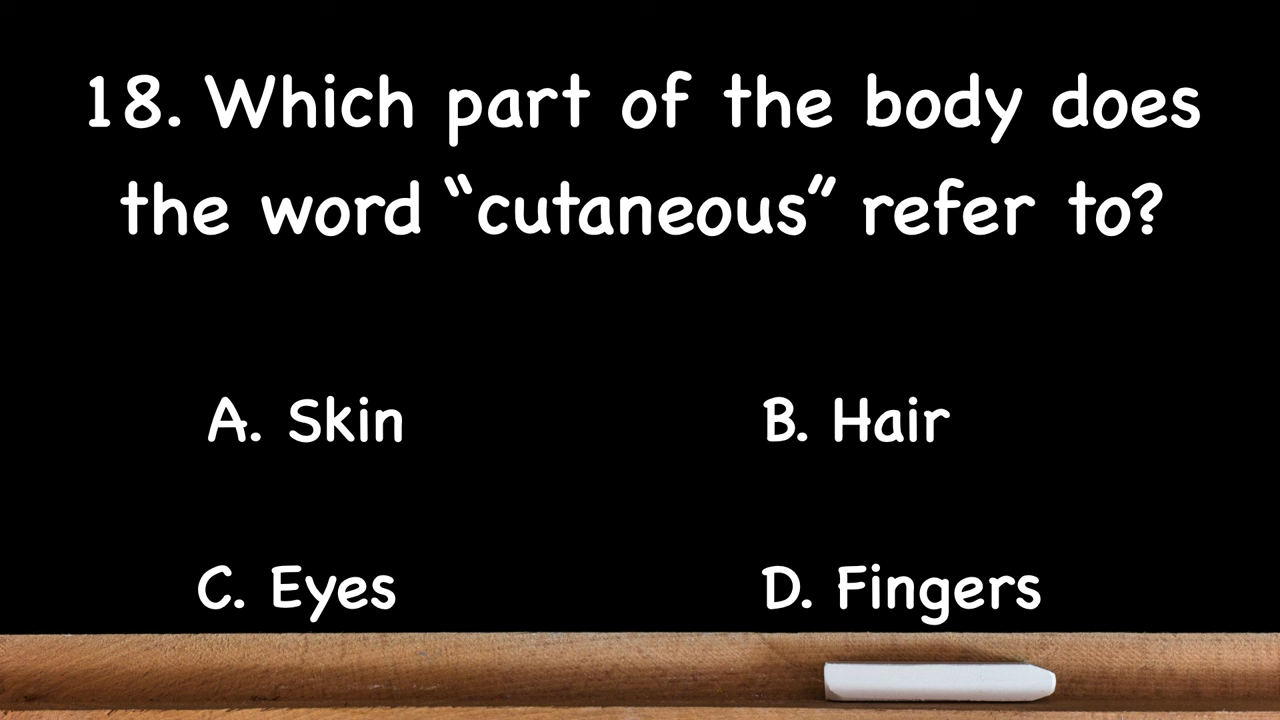 18. Which part of the body does
the word “cutaneous” refer to?
A. Skin
B. Hair
C. Eyes
D. Fingers